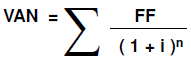 VAN = ∑ FF
( 1 + i )ⁿ